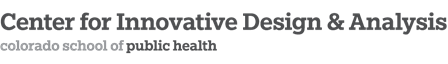 Center for Innovative Design & Analysis
colorado school of public health